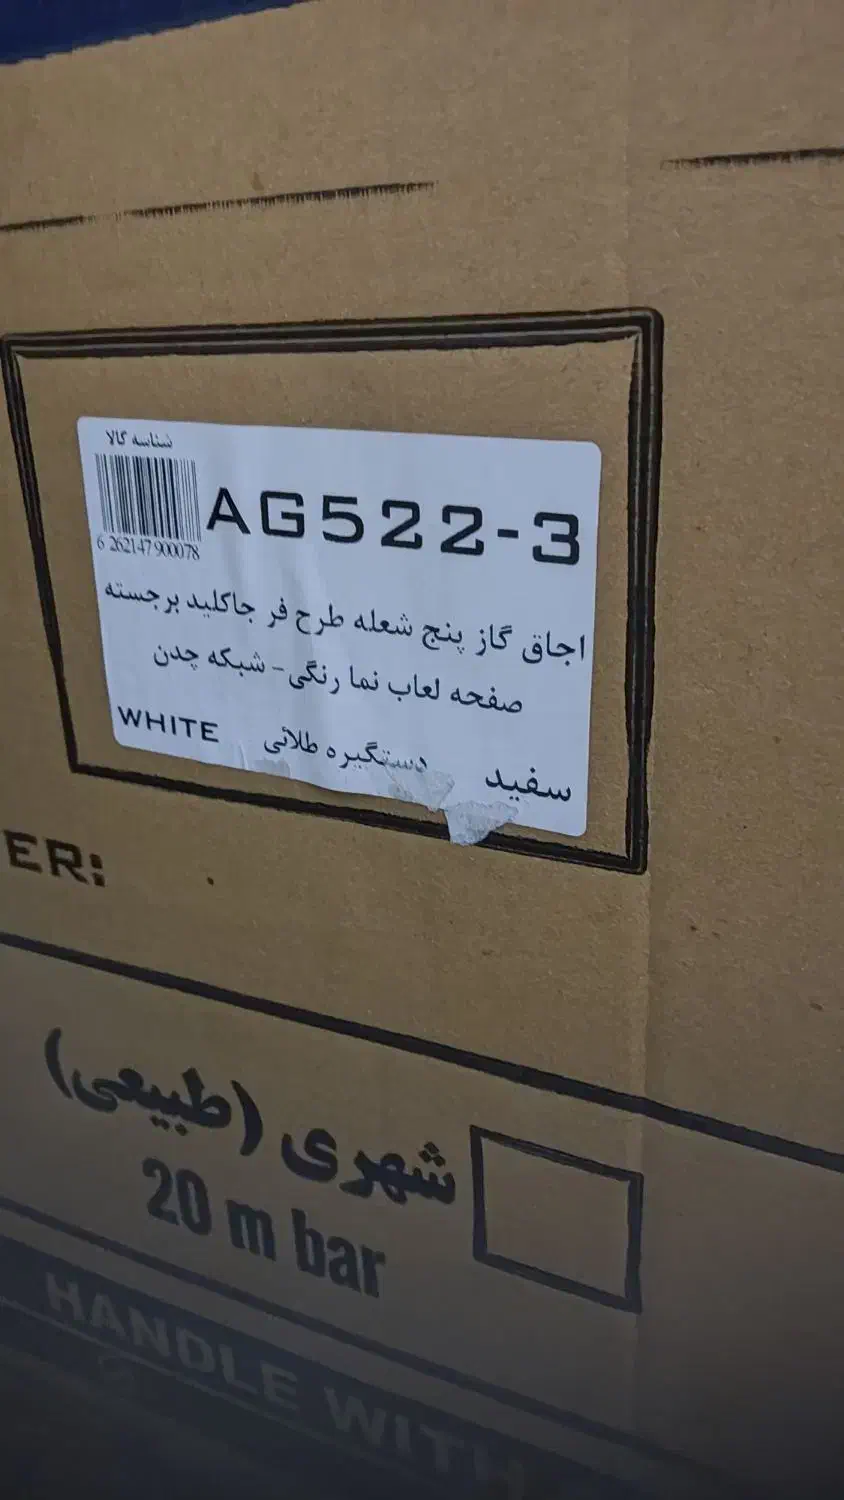 شناسه کالا
6 262147 900078
AG522-3
اجاق گاز پنج شعله طرح فر جاکلید برجسته
صفحه لعاب نما رنگی - شبکه چدن
سفید دستگیره طلائی WHITE
ER:
شهری (طبیعی)
20 m bar
HANDLE WITH